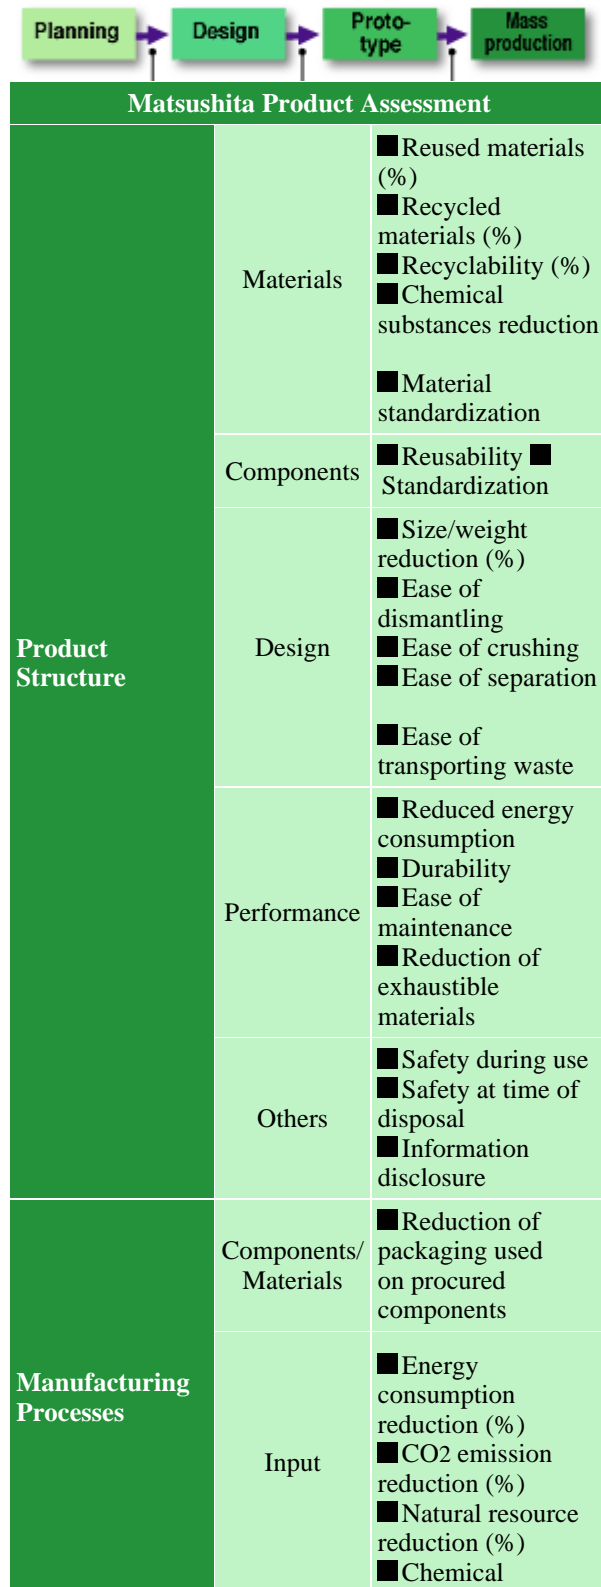 Planning
Design
Proto-
type
Mass
production
Matsushita Product Assessment
Product
Structure
Materials
■Reused materials
(%)
■Recycled
materials (%)
■Recyclability (%)
■Chemical
substances reduction
■Material
standardization
Components
■Reusability ■
Standardization
Design
■Size/weight
reduction (%)
■Ease of
dismantling
■Ease of crushing
■Ease of separation
■Ease of
transporting waste
Performance
■Reduced energy
consumption
■Durability
■Ease of
maintenance
■Reduction of
exhaustible
materials
Others
■Safety during use
■Safety at time of
disposal
■Information
disclosure
Manufacturing
Processes
Components/
Materials
■Reduction of
packaging used
on procured
components
Input
■Energy
consumption
reduction (%)
■CO2 emission
reduction (%)
■Natural resource
reduction (%)
■Chemical